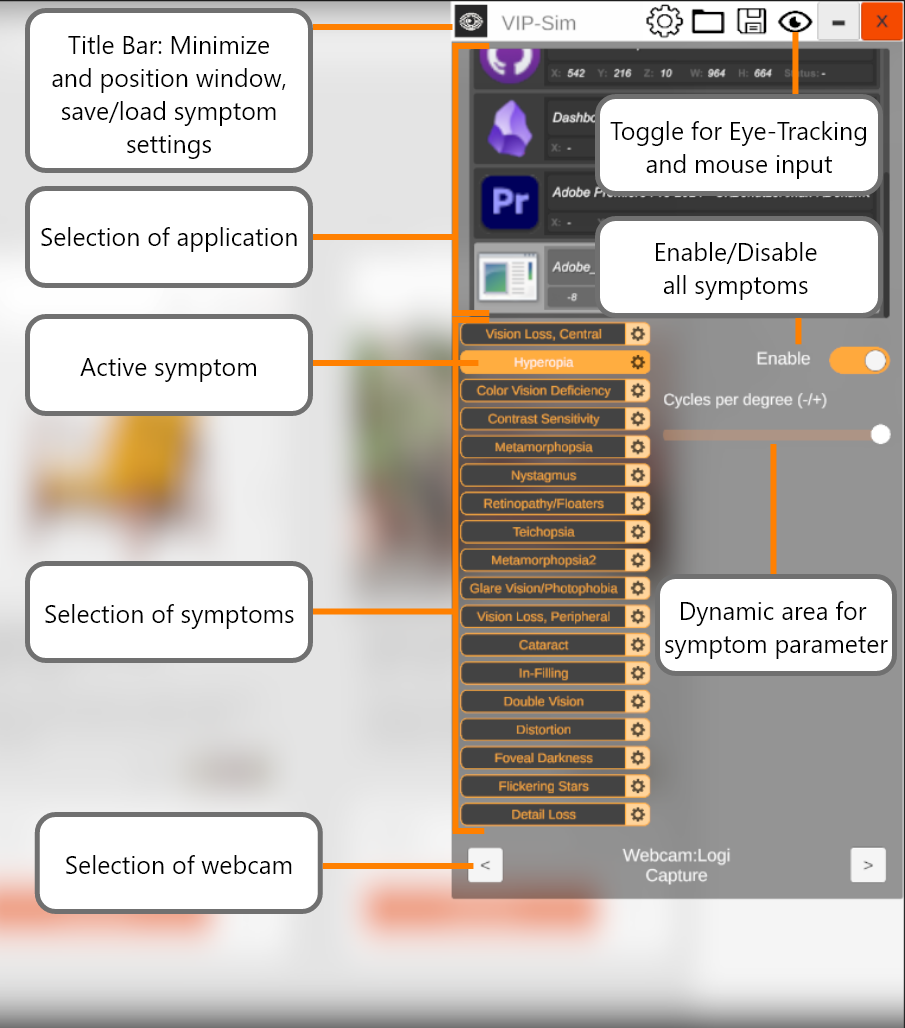 VIP-Sim
X
Title Bar: Minimize
and position window,
save/load symptom
settings
X: 542 Y: 216 Z: 10 W: 964 H: 664 Status: -
Dashbo
X: -
Toggle for Eye-Tracking
and mouse input
Selection of application
Pr
Adobe Premiere Pro
X: -
Adobe_
-8
Enable/Disable
all symptoms
Active symptom
Vision Loss, Central
Hyperopia
Color Vision Deficiency
Contrast Sensitivity
Metamorphopsia
Nystagmus
Retinopathy/Floaters
Teichopsia
Metamorphopsia2
Glare Vision/Photophobia
Vision Loss, Peripheral
Cataract
In-Filling
Double Vision
Distortion
Foveal Darkness
Flickering Stars
Detail Loss
Enable
Cycles per degree (-/+)
Selection of symptoms
Dynamic area for
symptom parameter
Selection of webcam
<
Webcam:Logi
Capture
>